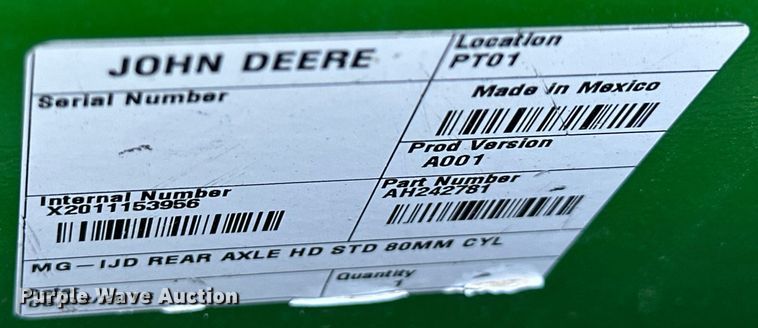 JOHN DEERE
Location
PT01
Serial Number
Made in Mexico
Prod Version
A001
Internal Number
X2011153956
Part Number
AH242781
MG-IJD REAR AXLE HD STD 80MM CYL
Quantity
1
Purple Wave Auction